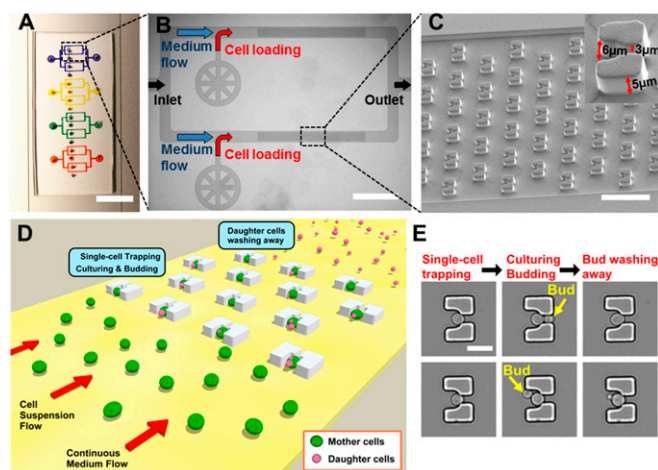 A
B
C
Medium
flow
Cell loading
Inlet
Outlet
Medium
flow
Cell loading
6μm
3μm
5μm
D
Single-cell Trapping
Culturing & Budding
Daughter cells
washing away
Cell
Suspension
Flow
Continuous
Medium Flow
Mother cells
Daughter cells
E
Single-cell
trapping
Culturing
Budding
Bud washing
away
Bud
Bud